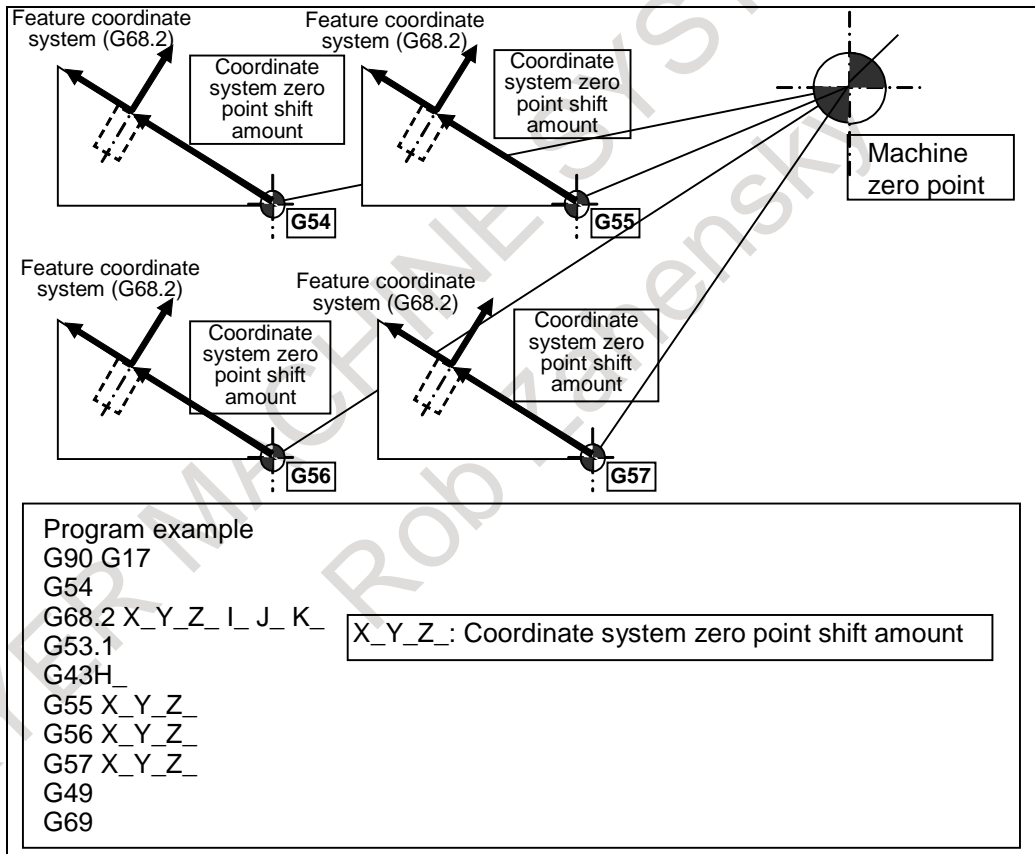 Feature coordinate
system (G68.2)
Coordinate
system zero
point shift
amount
G54
Feature coordinate
system (G68.2)
Coordinate
system zero
point shift
amount
G55
Machine
zero point
Feature coordinate
system (G68.2)
Coordinate
system zero
point shift
amount
G56
Feature coordinate
system (G68.2)
Coordinate
system zero
point shift
amount
G57
Program example
G90 G17
G54
G68.2 X_Y_Z_ I_ J_ K_
X_Y_Z_: Coordinate system zero point shift amount
G53.1
G43H_
G55 X_Y_Z_
G56 X_Y_Z_
G57 X_Y_Z_
G49
G69
Rob Zahensky